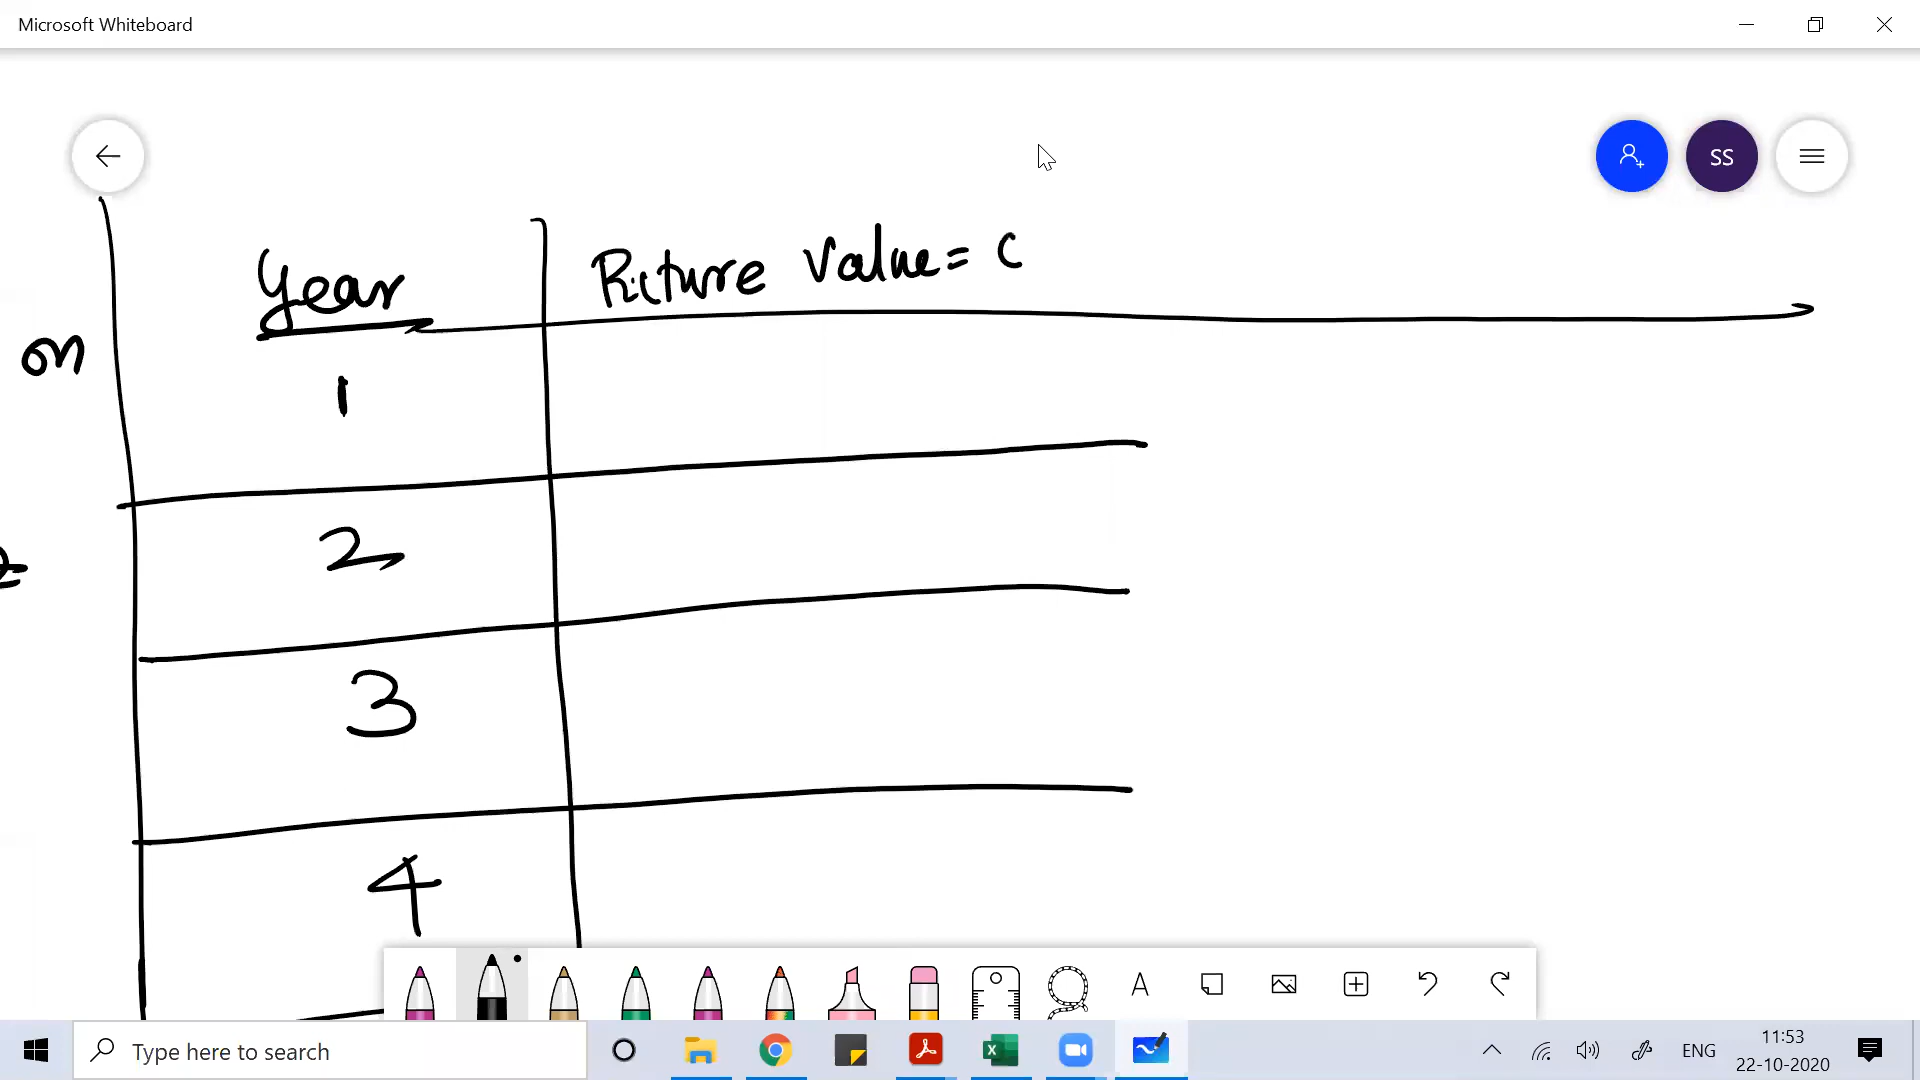 Microsoft Whiteboard
SS
Year
Future Value = C
on
1
2
3
4
A
Type here to search
ENG
11:53
22-10-2020